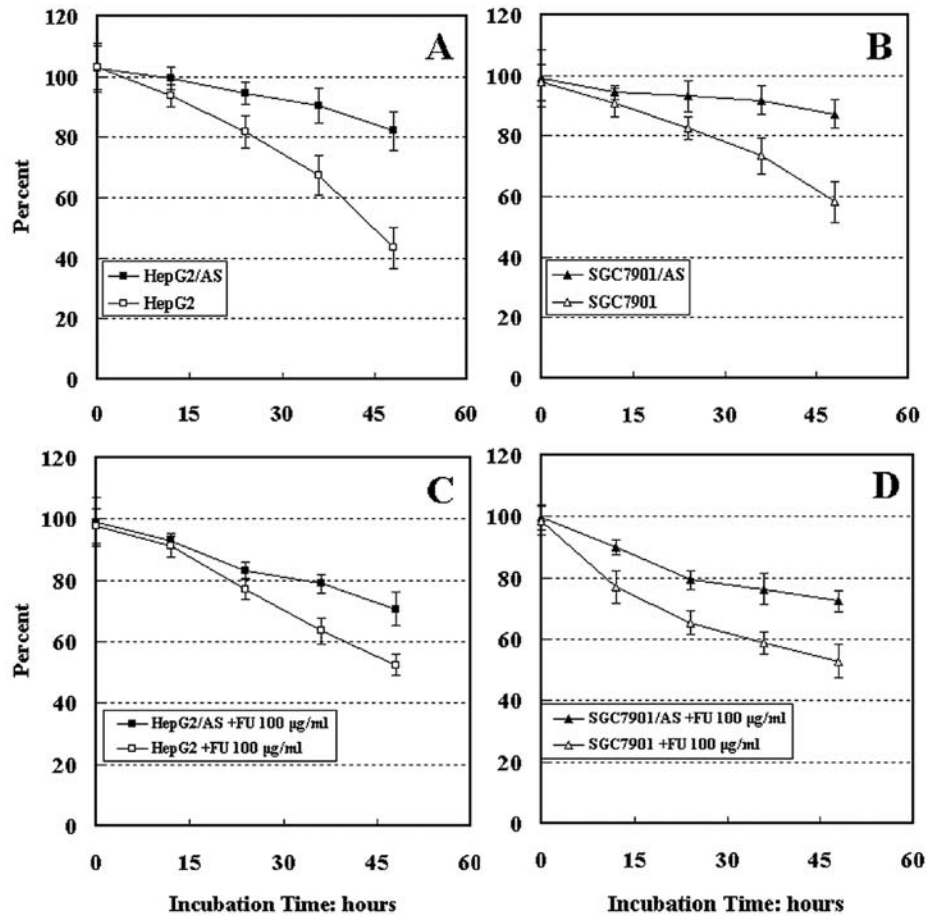 A
120
100
80
60
40
20
0
Percent
HepG2/AS
HepG2
0 15 30 45 60
B
120
100
80
60
40
20
0
SGC7901/AS
SGC7901
0 15 30 45 60
C
120
100
80
60
40
20
0
Percent
HepG2/AS +FU 100 µg/ml
HepG2 +FU 100 µg/ml
0 15 30 45 60
Incubation Time: hours
D
120
100
80
60
40
20
0
SGC7901/AS +FU 100 µg/ml
SGC7901 +FU 100 µg/ml
0 15 30 45 60
Incubation Time: hours